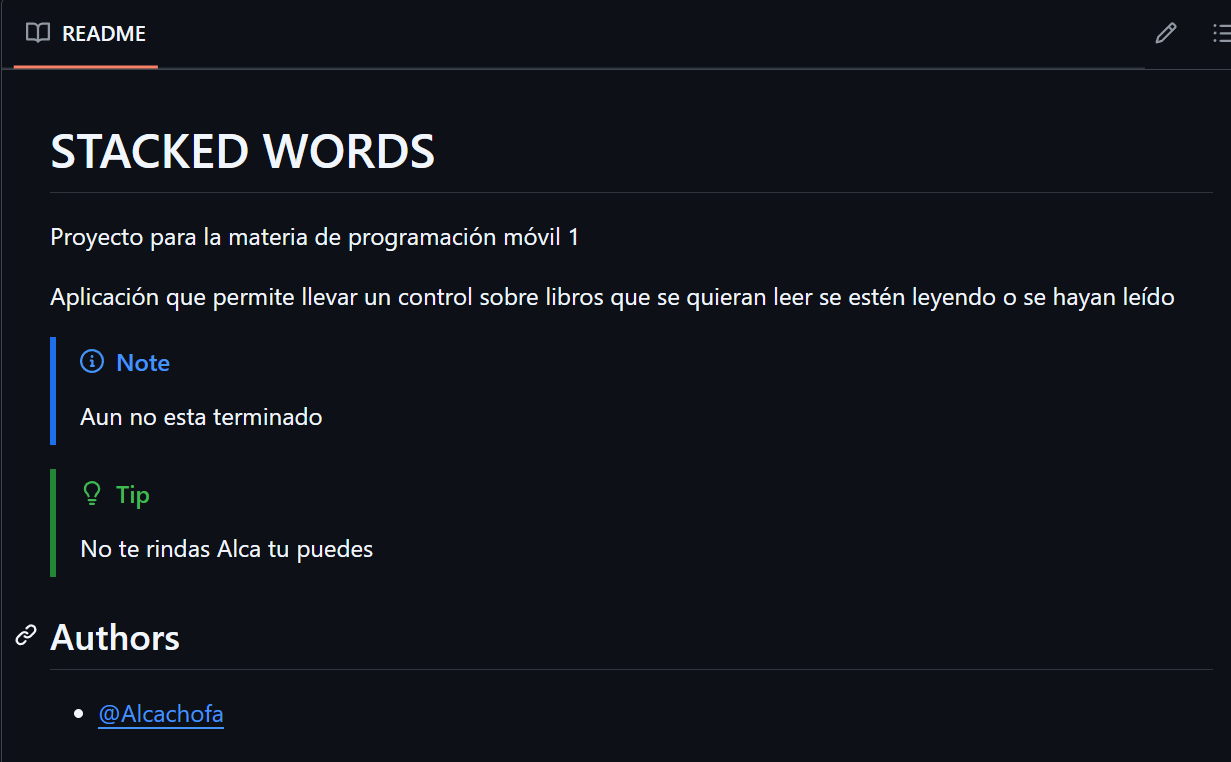 README
STACKED WORDS
Proyecto para la materia de programación móvil 1
Aplicación que permite llevar un control sobre libros que se quieran leer se estén leyendo o se hayan leído
Note
Aun no esta terminado
Tip
No te rindas Alca tu puedes
Authors
@Alcachofa